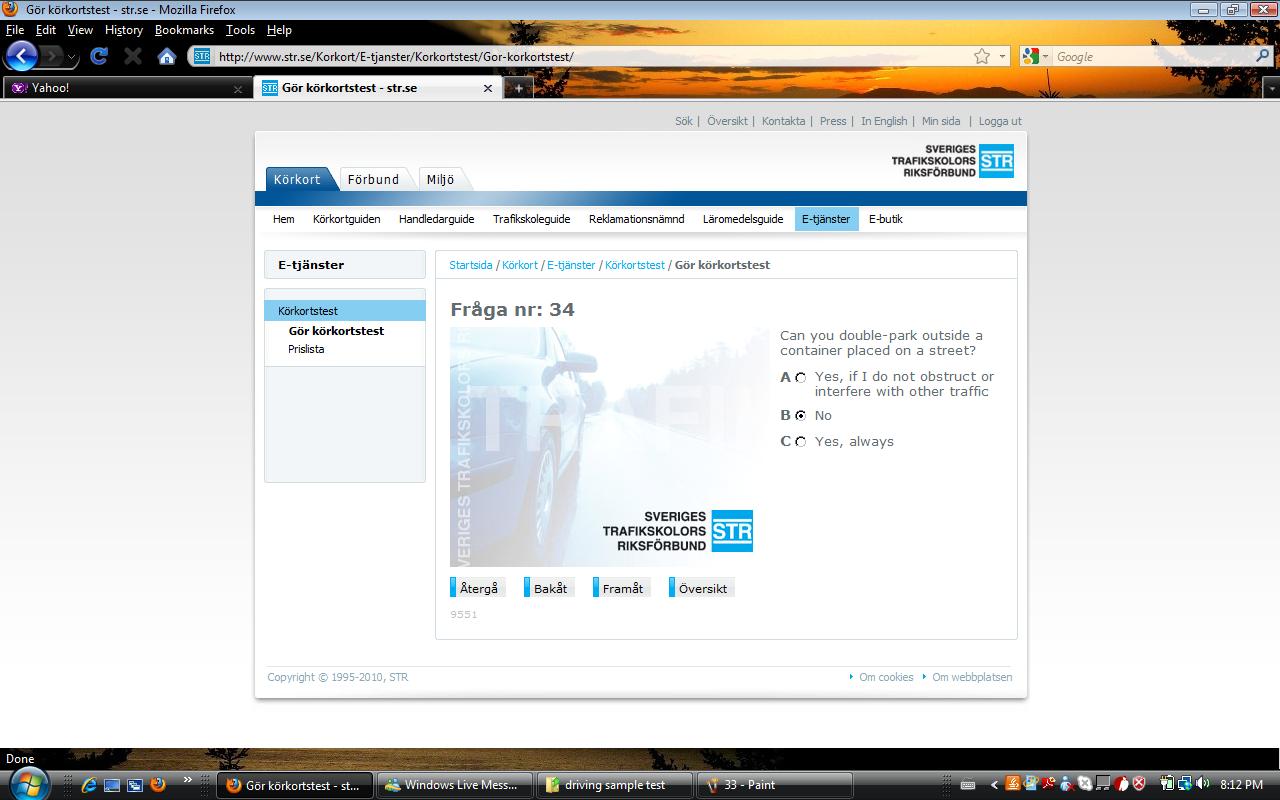 Gör körkortstest - str.se - Mozilla Firefox
File Edit View History Bookmarks Tools Help
STR http://www.str.se/Korkort/E-tjanster/Korkortstest/Gor-korkortstest/ Google
Yahoo! STR Gör körkortstest - str.se
Sök | Översikt | Kontakta | Press | In English | Min sida | Logga ut
SVERIGES
TRAFIKSKOLORS
RIKSFÖRBUND
STR
Körkort Förbund Miljö
Hem Körkortguiden Handledarguide Trafikskoleguide Reklamationsnämnd Läromedelsguide E-tjänster E-butik
E-tjänster
Startsida / Körkort / E-tjänster / Körkortstest / Gör körkortstest
Körkortstest
Gör körkortstest
Prislista
Fråga nr: 34
VERIGES TRAFIKSKOLOR
TRAFI
SVERIGES
TRAFIKSKOLORS
RIKSFÖRBUND
STR
Can you double-park outside a
container placed on a street?
A Yes, if I do not obstruct or
interfere with other traffic
B No
C Yes, always
Återgå Bakåt Framåt Översikt
9551
Copyright © 1995-2010, STR Om cookies Om webbplatsen
Done
Gör körkortstest - st... Windows Live Mess... driving sample test 33 - Paint 8:12 PM